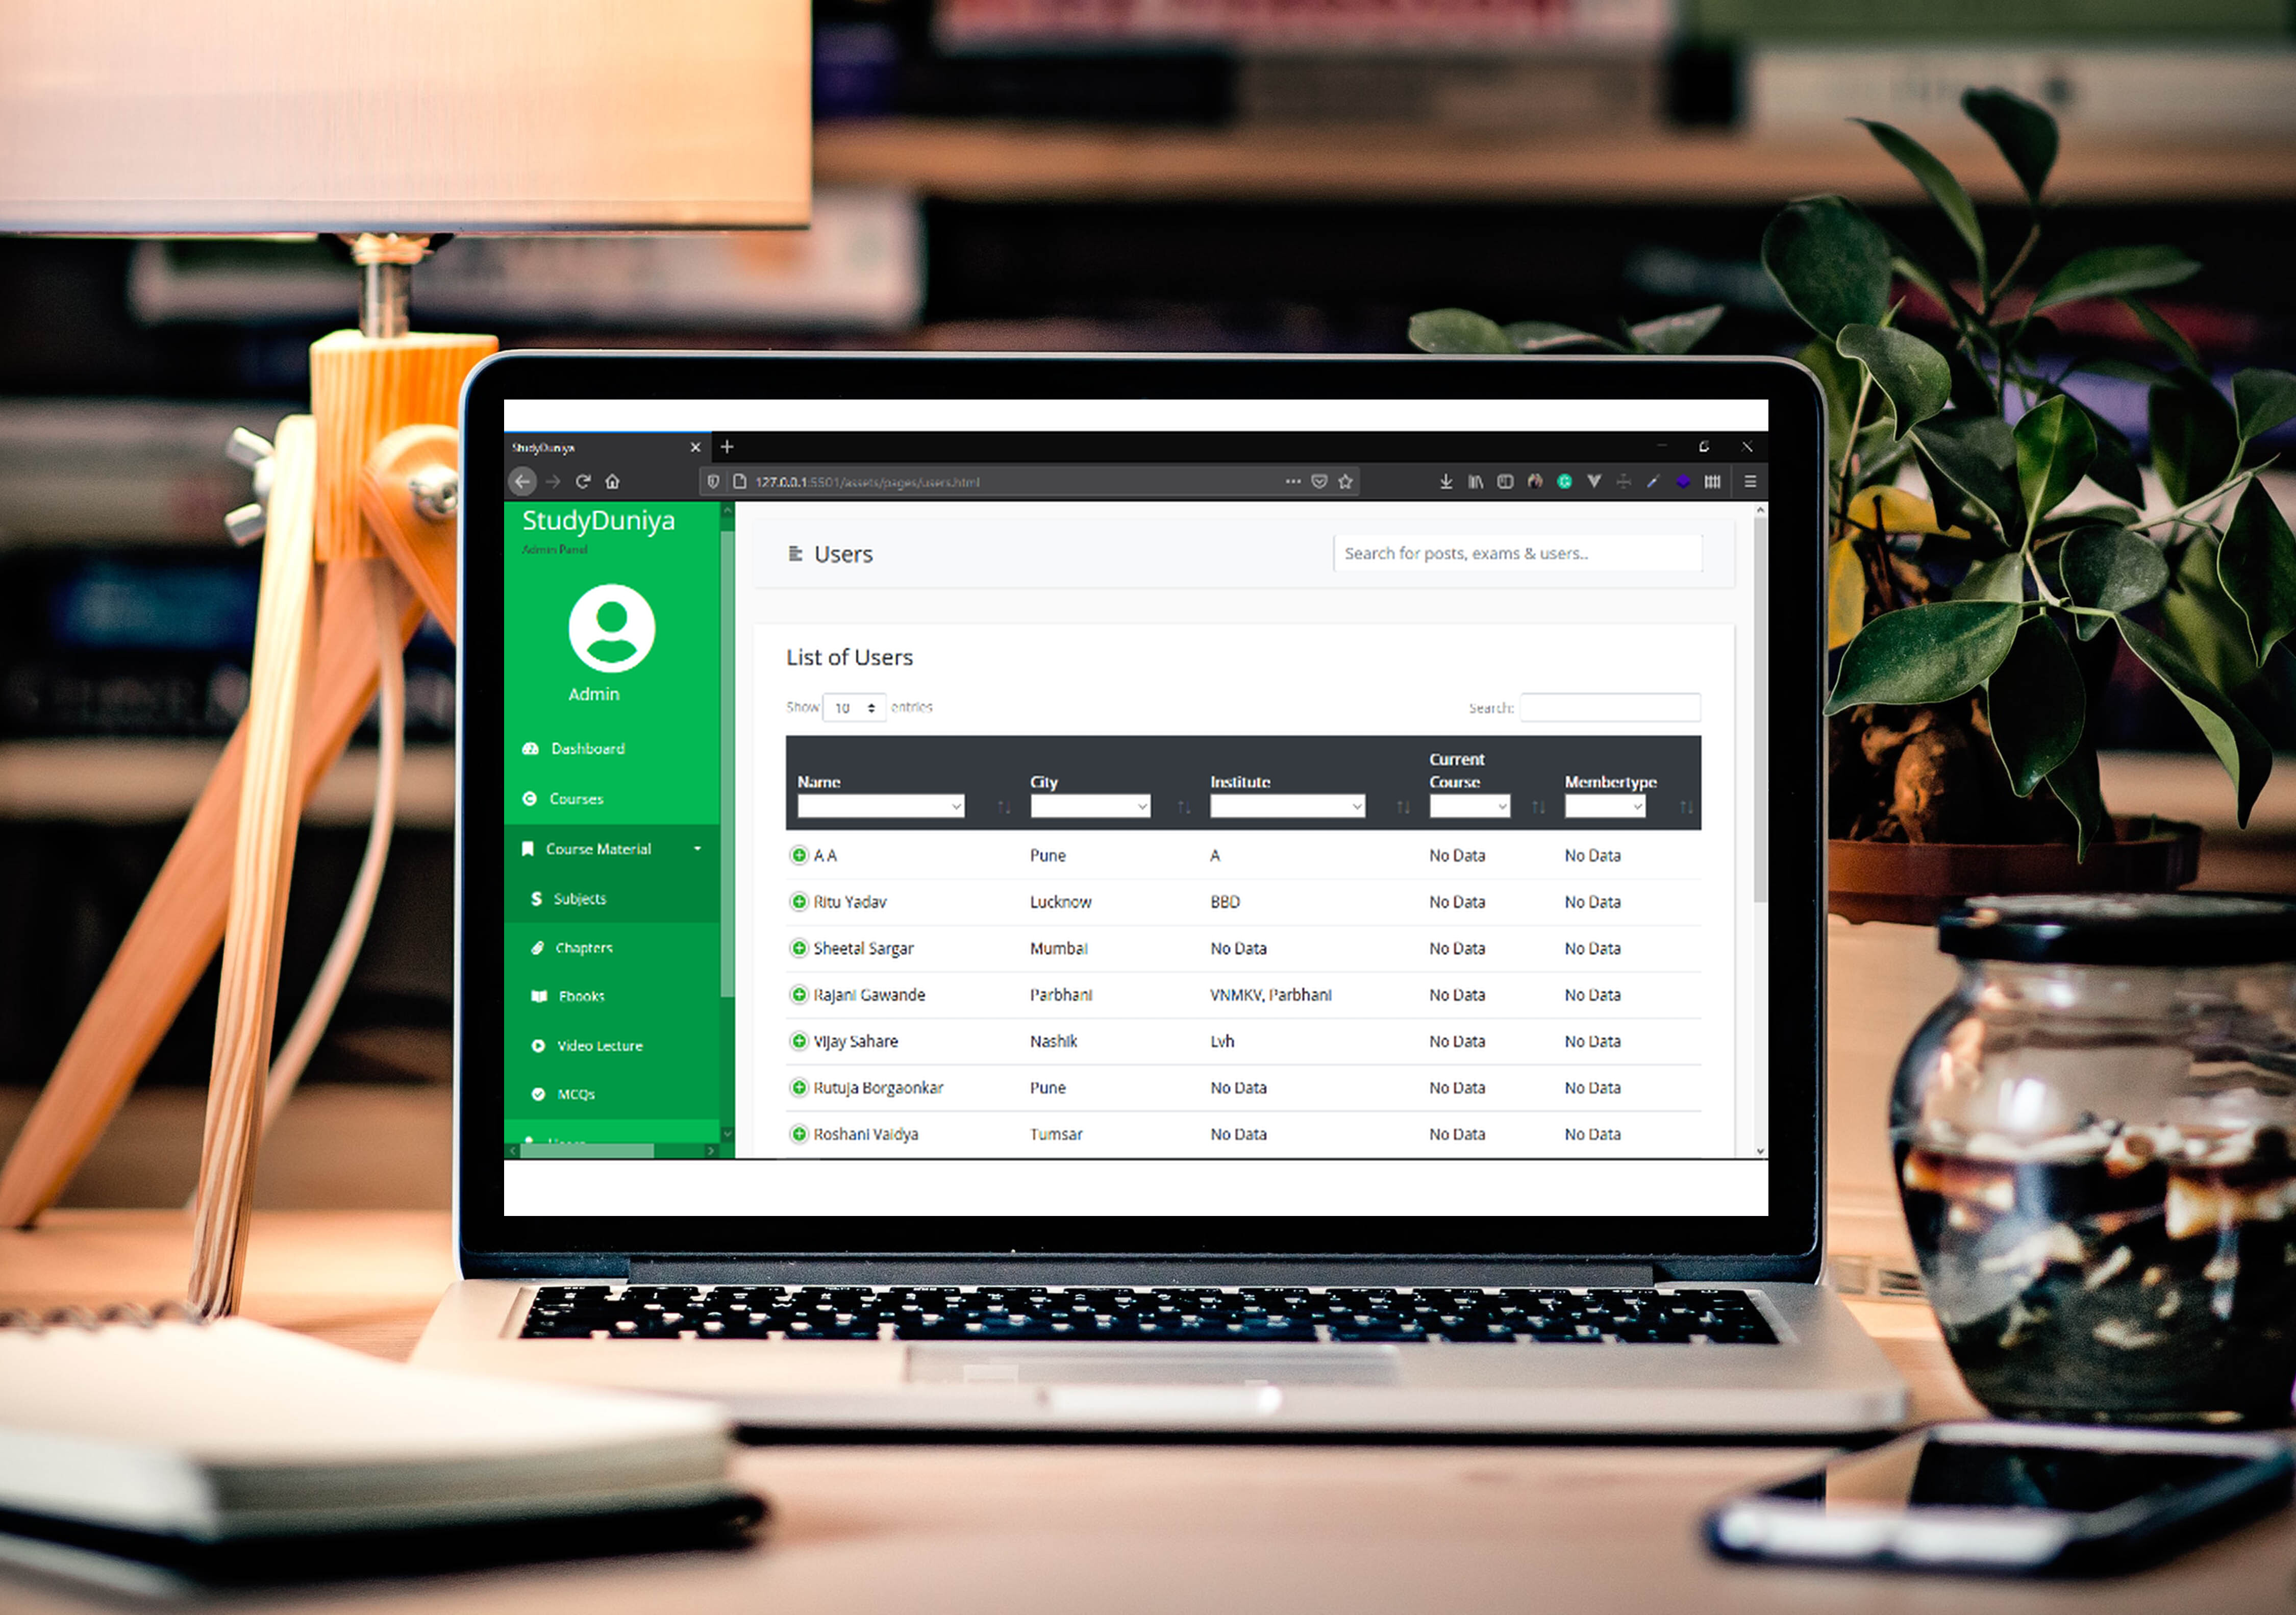 StudyDuniya
127.0.0.1:5501/assets/pages/users.html
StudyDuniya
Admin Panel
Admin
Dashboard
Courses
Course Material
Subjects
Chapters
Ebooks
Video Lecture
MCQs
Users
Users
Search for posts, exams & users..
List of Users
Show 10 entries
Search:
Name City Institute Current Course Membertype
A A Pune A No Data No Data
Ritu Yadav Lucknow BBD No Data No Data
Sheetal Sargar Mumbai No Data No Data No Data
Rajani Gawande Parbhani VNMKV, Parbhani No Data No Data
Vijay Sahare Nashik Lvh No Data No Data
Rutuja Borgaonkar Pune No Data No Data No Data
Roshani Vaidya Tumsar No Data No Data No Data